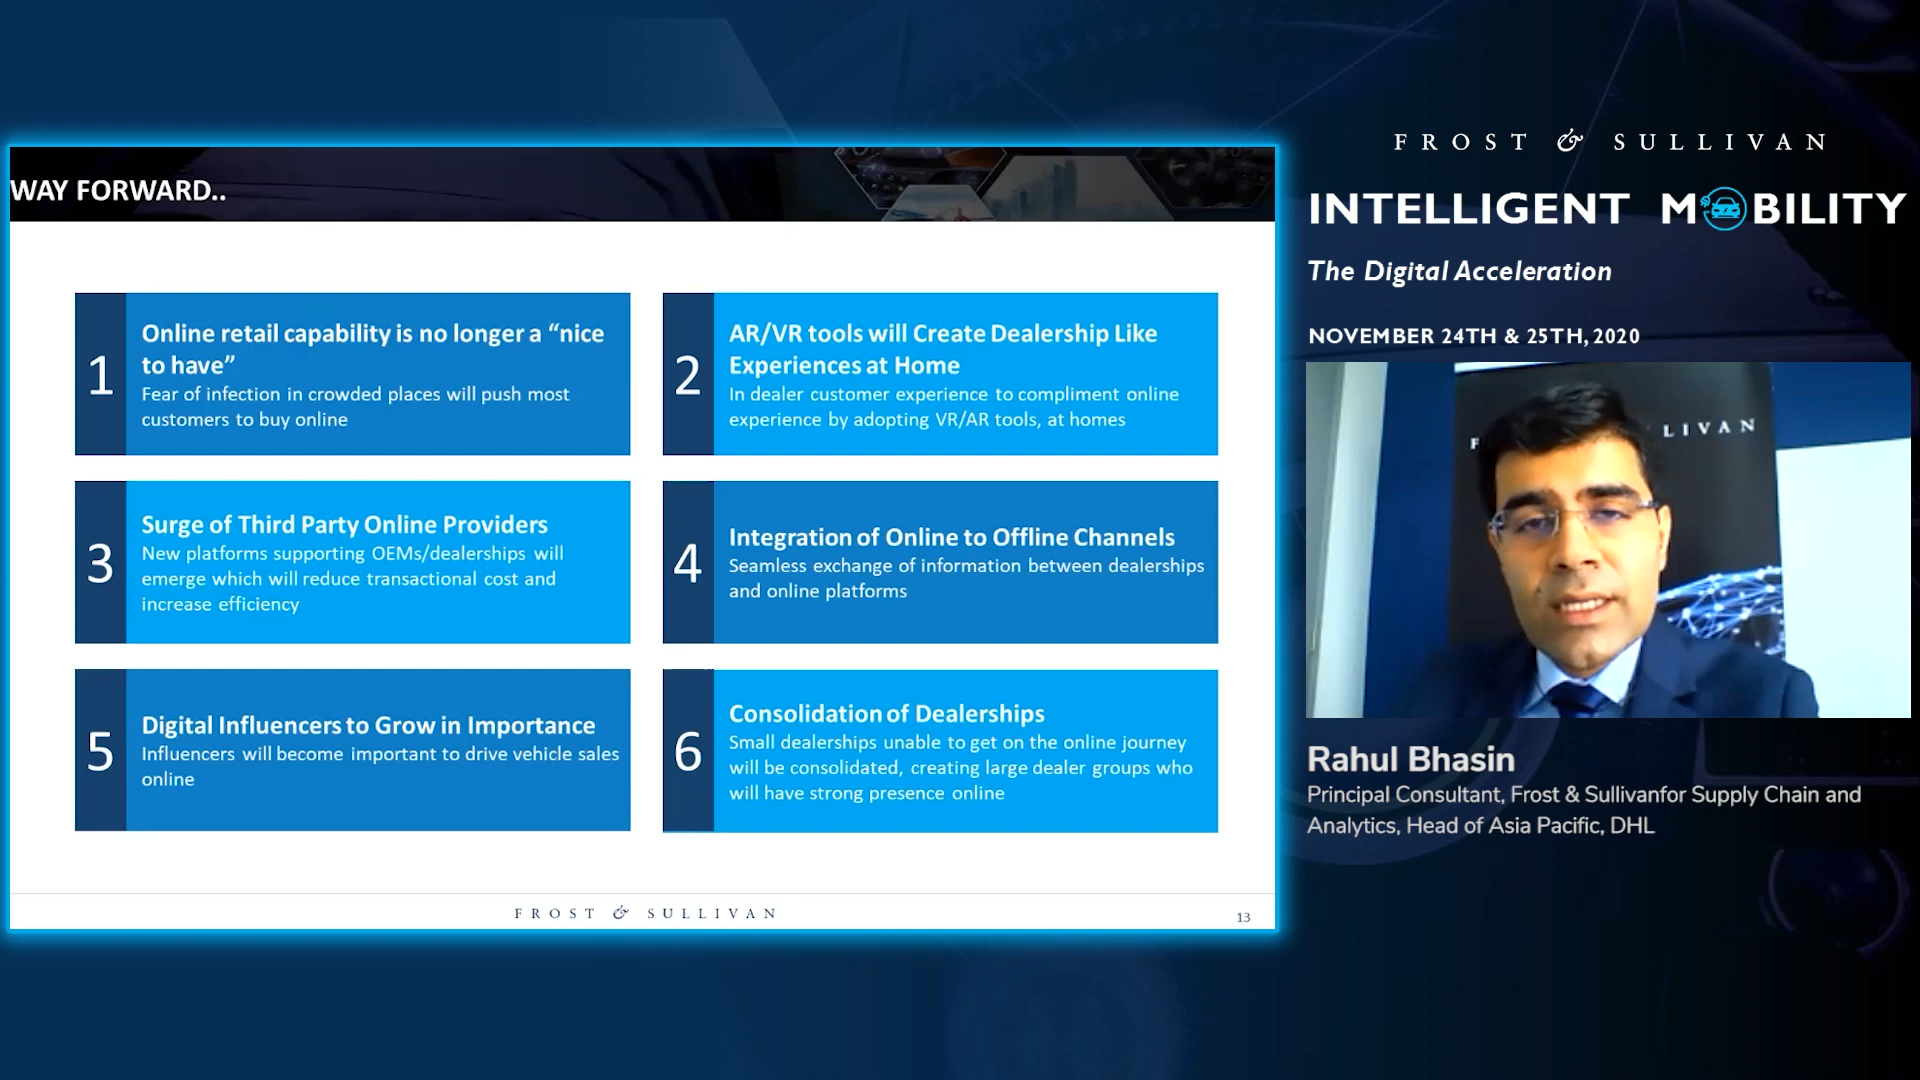 WAY FORWARD..
1
Online retail capability is no longer a “nice
to have”
Fear of infection in crowded places will push most
customers to buy online
2
AR/VR tools will Create Dealership Like
Experiences at Home
In dealer customer experience to compliment online
experience by adopting VR/AR tools, at homes
3
Surge of Third Party Online Providers
New platforms supporting OEMs/dealerships will
emerge which will reduce transactional cost and
increase efficiency
4
Integration of Online to Offline Channels
Seamless exchange of information between dealerships
and online platforms
5
Digital Influencers to Grow in Importance
Influencers will become important to drive vehicle sales
online
6
Consolidation of Dealerships
Small dealerships unable to get on the online journey
will be consolidated, creating large dealer groups who
will have strong presence online
FROST & SULLIVAN
13
FROST & SULLIVAN
INTELLIGENT MOBILITY
The Digital Acceleration
NOVEMBER 24TH & 25TH, 2020
F LIVAN
Rahul Bhasin
Principal Consultant, Frost & Sullivanfor Supply Chain and
Analytics, Head of Asia Pacific, DHL